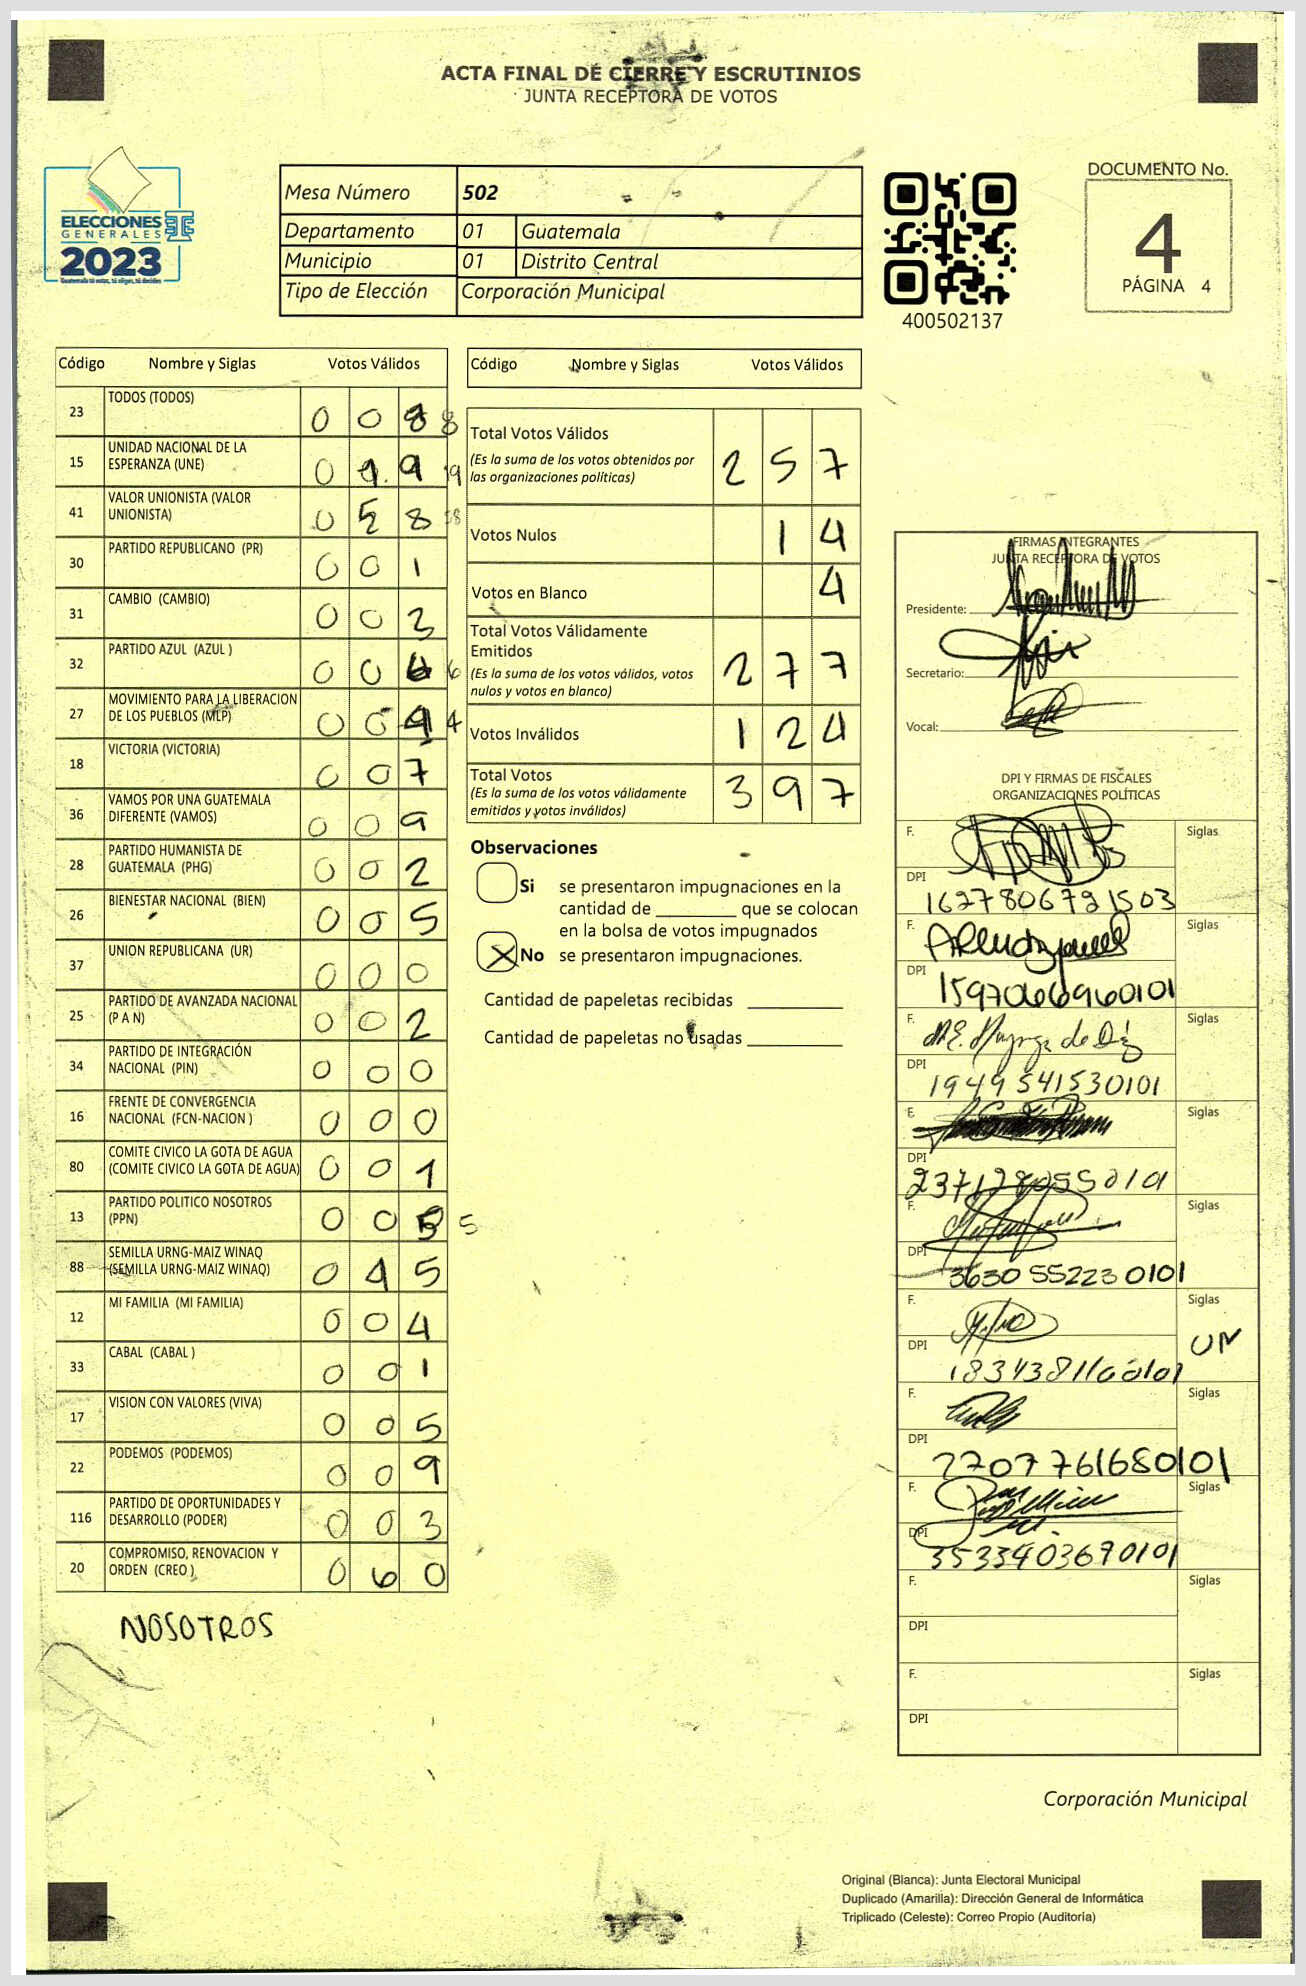 ACTA FINAL DE CIERRE Y ESCRUTINIOS
JUNTA RECEPTORA DE VOTOS
ELECCIONES
GENERALES
2023
Guatemala tú votas, tú eliges, tú decides
Mesa Número 502
Departamento 01 Guatemala
Municipio 01 Distrito Central
Tipo de Elección Corporación Municipal
400502137
DOCUMENTO No.
4
PÁGINA 4
Código Nombre y Siglas Votos Válidos
23 TODOS (TODOS) 0 0 8 8
15 UNIDAD NACIONAL DE LA ESPERANZA (UNE) 0 1 9 19
41 VALOR UNIONISTA (VALOR UNIONISTA) 0 5 8 58
30 PARTIDO REPUBLICANO (PR) 0 0 1
31 CAMBIO (CAMBIO) 0 0 3
32 PARTIDO AZUL (AZUL ) 0 0 6 6
27 MOVIMIENTO PARA LA LIBERACION DE LOS PUEBLOS (MLP) 0 0 4 4
18 VICTORIA (VICTORIA) 0 0 7
36 VAMOS POR UNA GUATEMALA DIFERENTE (VAMOS) 0 0 9
28 PARTIDO HUMANISTA DE GUATEMALA (PHG) 0 0 2
26 BIENESTAR NACIONAL (BIEN) 0 0 5
37 UNION REPUBLICANA (UR) 0 0 0
25 PARTIDO DE AVANZADA NACIONAL (P A N) 0 0 2
34 PARTIDO DE INTEGRACIÓN NACIONAL (PIN) 0 0 0
16 FRENTE DE CONVERGENCIA NACIONAL (FCN-NACION ) 0 0 0
80 COMITE CIVICO LA GOTA DE AGUA (COMITE CIVICO LA GOTA DE AGUA) 0 0 1
13 PARTIDO POLITICO NOSOTROS (PPN) 0 0 5 5
88 SEMILLA URNG-MAIZ WINAQ (SEMILLA URNG-MAIZ WINAQ) 0 4 5
12 MI FAMILIA (MI FAMILIA) 0 0 4
33 CABAL (CABAL ) 0 0 1
17 VISION CON VALORES (VIVA) 0 0 5
22 PODEMOS (PODEMOS) 0 0 9
116 PARTIDO DE OPORTUNIDADES Y DESARROLLO (PODER) 0 0 3
20 COMPROMISO, RENOVACION Y ORDEN (CREO ) 0 6 0
NOSOTROS
Código Nombre y Siglas Votos Válidos
Total Votos Válidos 2 5 7
(Es la suma de los votos obtenidos por
las organizaciones políticas)
Votos Nulos 1 4
Votos en Blanco 4
Total Votos Válidamente
Emitidos 2 7 7
(Es la suma de los votos válidos, votos
nulos y votos en blanco)
Votos Inválidos 1 2 4
Total Votos 3 9 7
(Es la suma de los votos válidamente
emitidos y votos inválidos)
Observaciones
Si se presentaron impugnaciones en la
cantidad de ________ que se colocan
en la bolsa de votos impugnados
No se presentaron impugnaciones.
Cantidad de papeletas recibidas
Cantidad de papeletas no usadas
FIRMAS INTEGRANTES
JUNTA RECEPTORA DE VOTOS
Presidente:
Secretario:
Vocal:
DPI Y FIRMAS DE FISCALES
ORGANIZACIONES POLÍTICAS
F. Siglas
DPI 1627806721503
F. Siglas
DPI 1597066960101
F. Siglas
DPI 1949541530101
F. Siglas
DPI 2371280550101
F. Siglas
DPI 3630552230101
F. Siglas
DPI
F. Siglas
DPI 2707761680101
F. Siglas
DPI 3533403670101
F. Siglas
DPI
F. Siglas
DPI
Corporación Municipal
Original (Blanca): Junta Electoral Municipal
Duplicado (Amarilla): Dirección General de Informática
Triplicado (Celeste): Correo Propio (Auditoría)